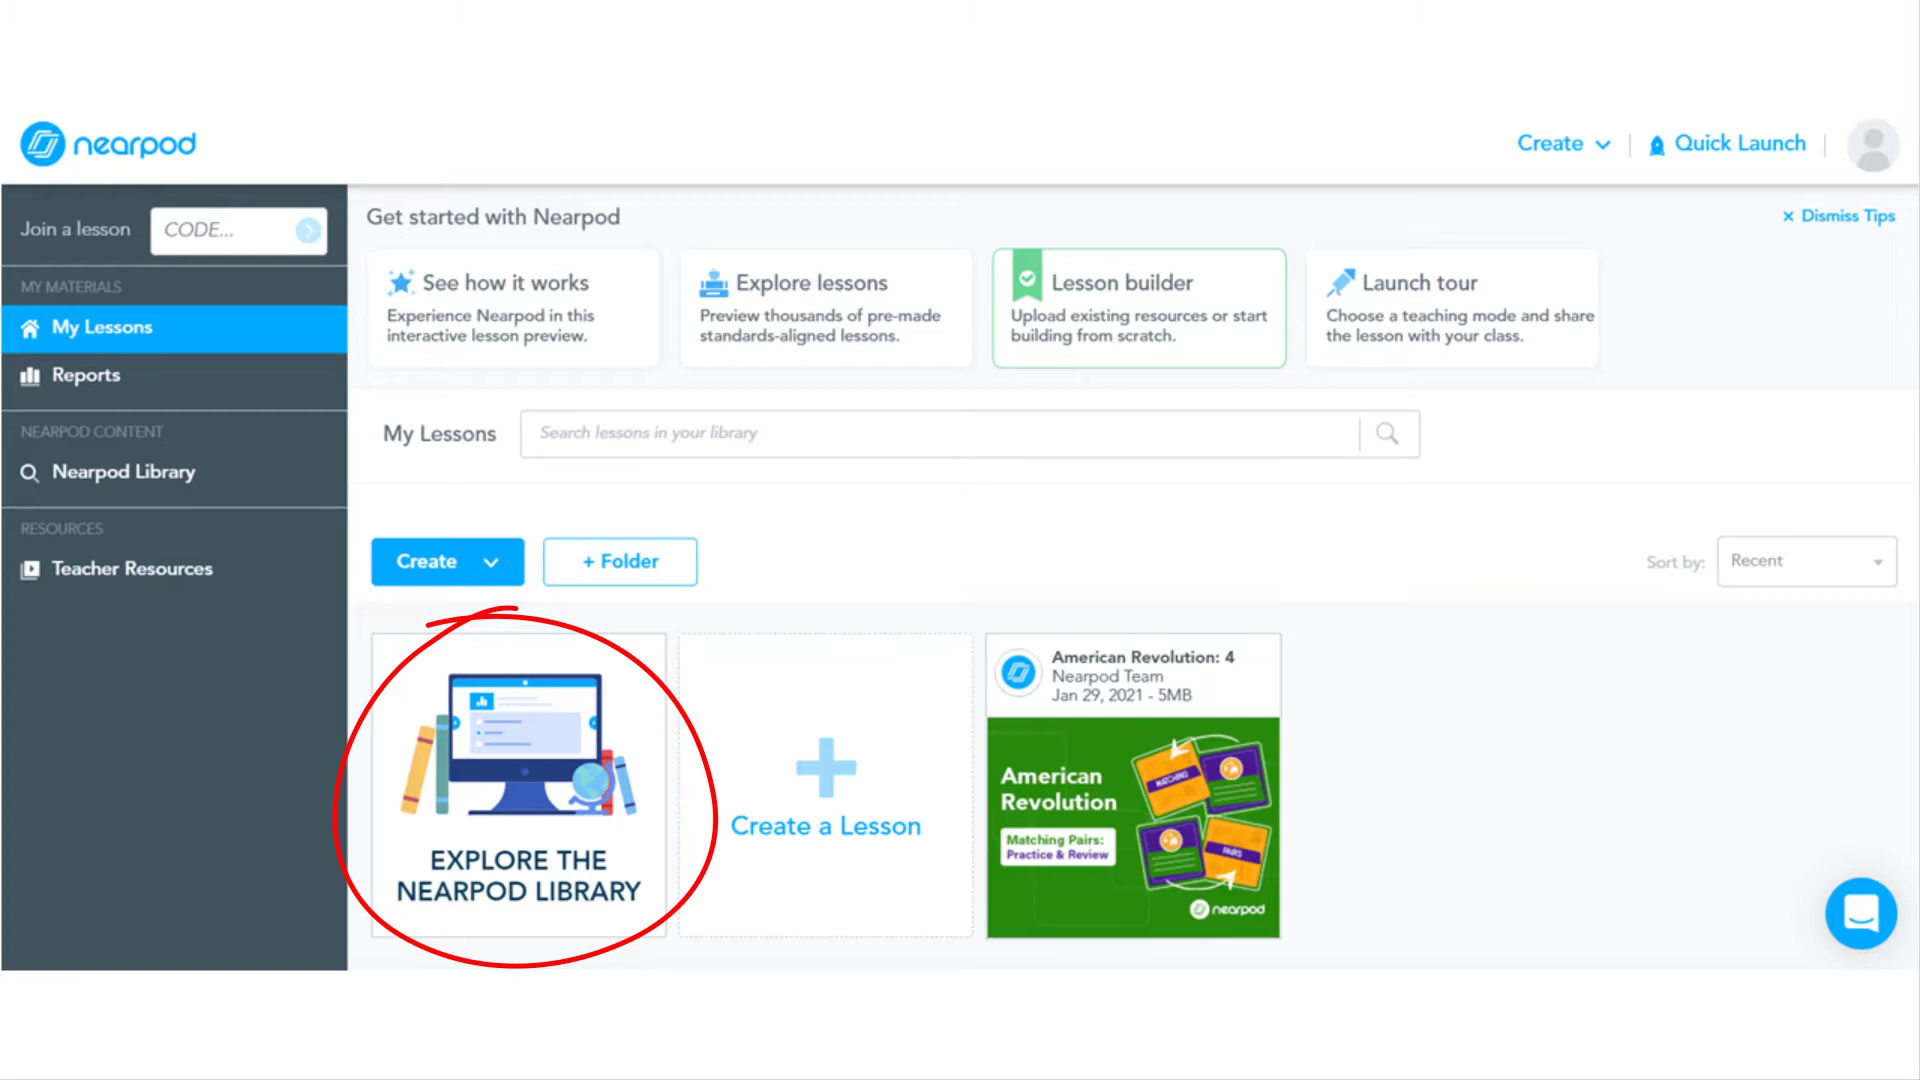 nearpod
Create
Quick Launch
Join a lesson
CODE...
MY MATERIALS
My Lessons
Reports
NEARPOD CONTENT
Nearpod Library
RESOURCES
Teacher Resources
Get started with Nearpod
× Dismiss Tips
See how it works
Experience Nearpod in this
interactive lesson preview.
Explore lessons
Preview thousands of pre-made
standards-aligned lessons.
Lesson builder
Upload existing resources or start
building from scratch.
Launch tour
Choose a teaching mode and share
the lesson with your class.
My Lessons
Search lessons in your library
Create
+ Folder
Sort by:
Recent
EXPLORE THE
NEARPOD LIBRARY
Create a Lesson
American Revolution: 4
Nearpod Team
Jan 29, 2021 - 5MB
American
Revolution
Matching Pairs:
Practice & Review
MATCHING
PAIRS
nearpod